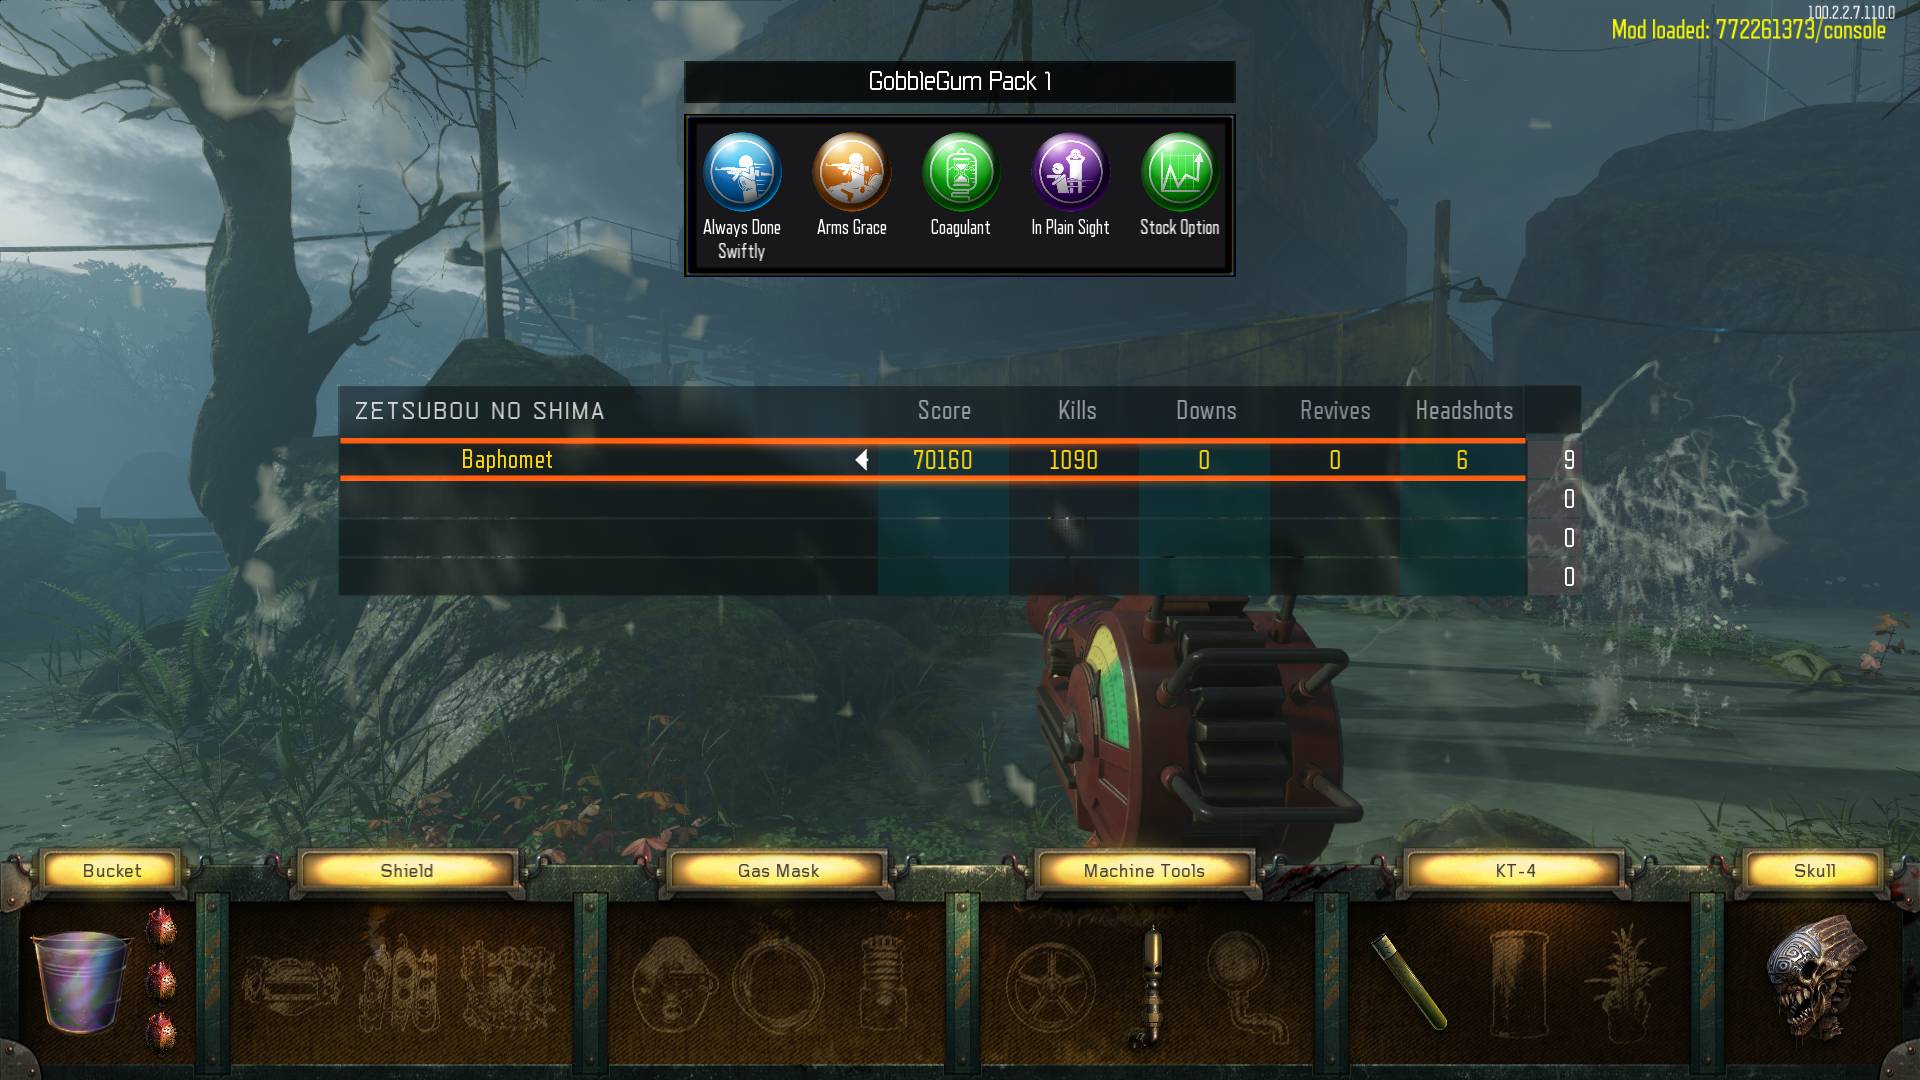 100.2.2.7.110.0
Mod loaded: 772261373/console
GobbleGum Pack 1
Always Done Swiftly
Arms Grace
Coagulant
In Plain Sight
Stock Option
ZETSUBOU NO SHIMA Score Kills Downs Revives Headshots
Baphomet 70160 1090 0 0 6 9
0
0
0
Bucket Shield Gas Mask Machine Tools KT-4 Skull